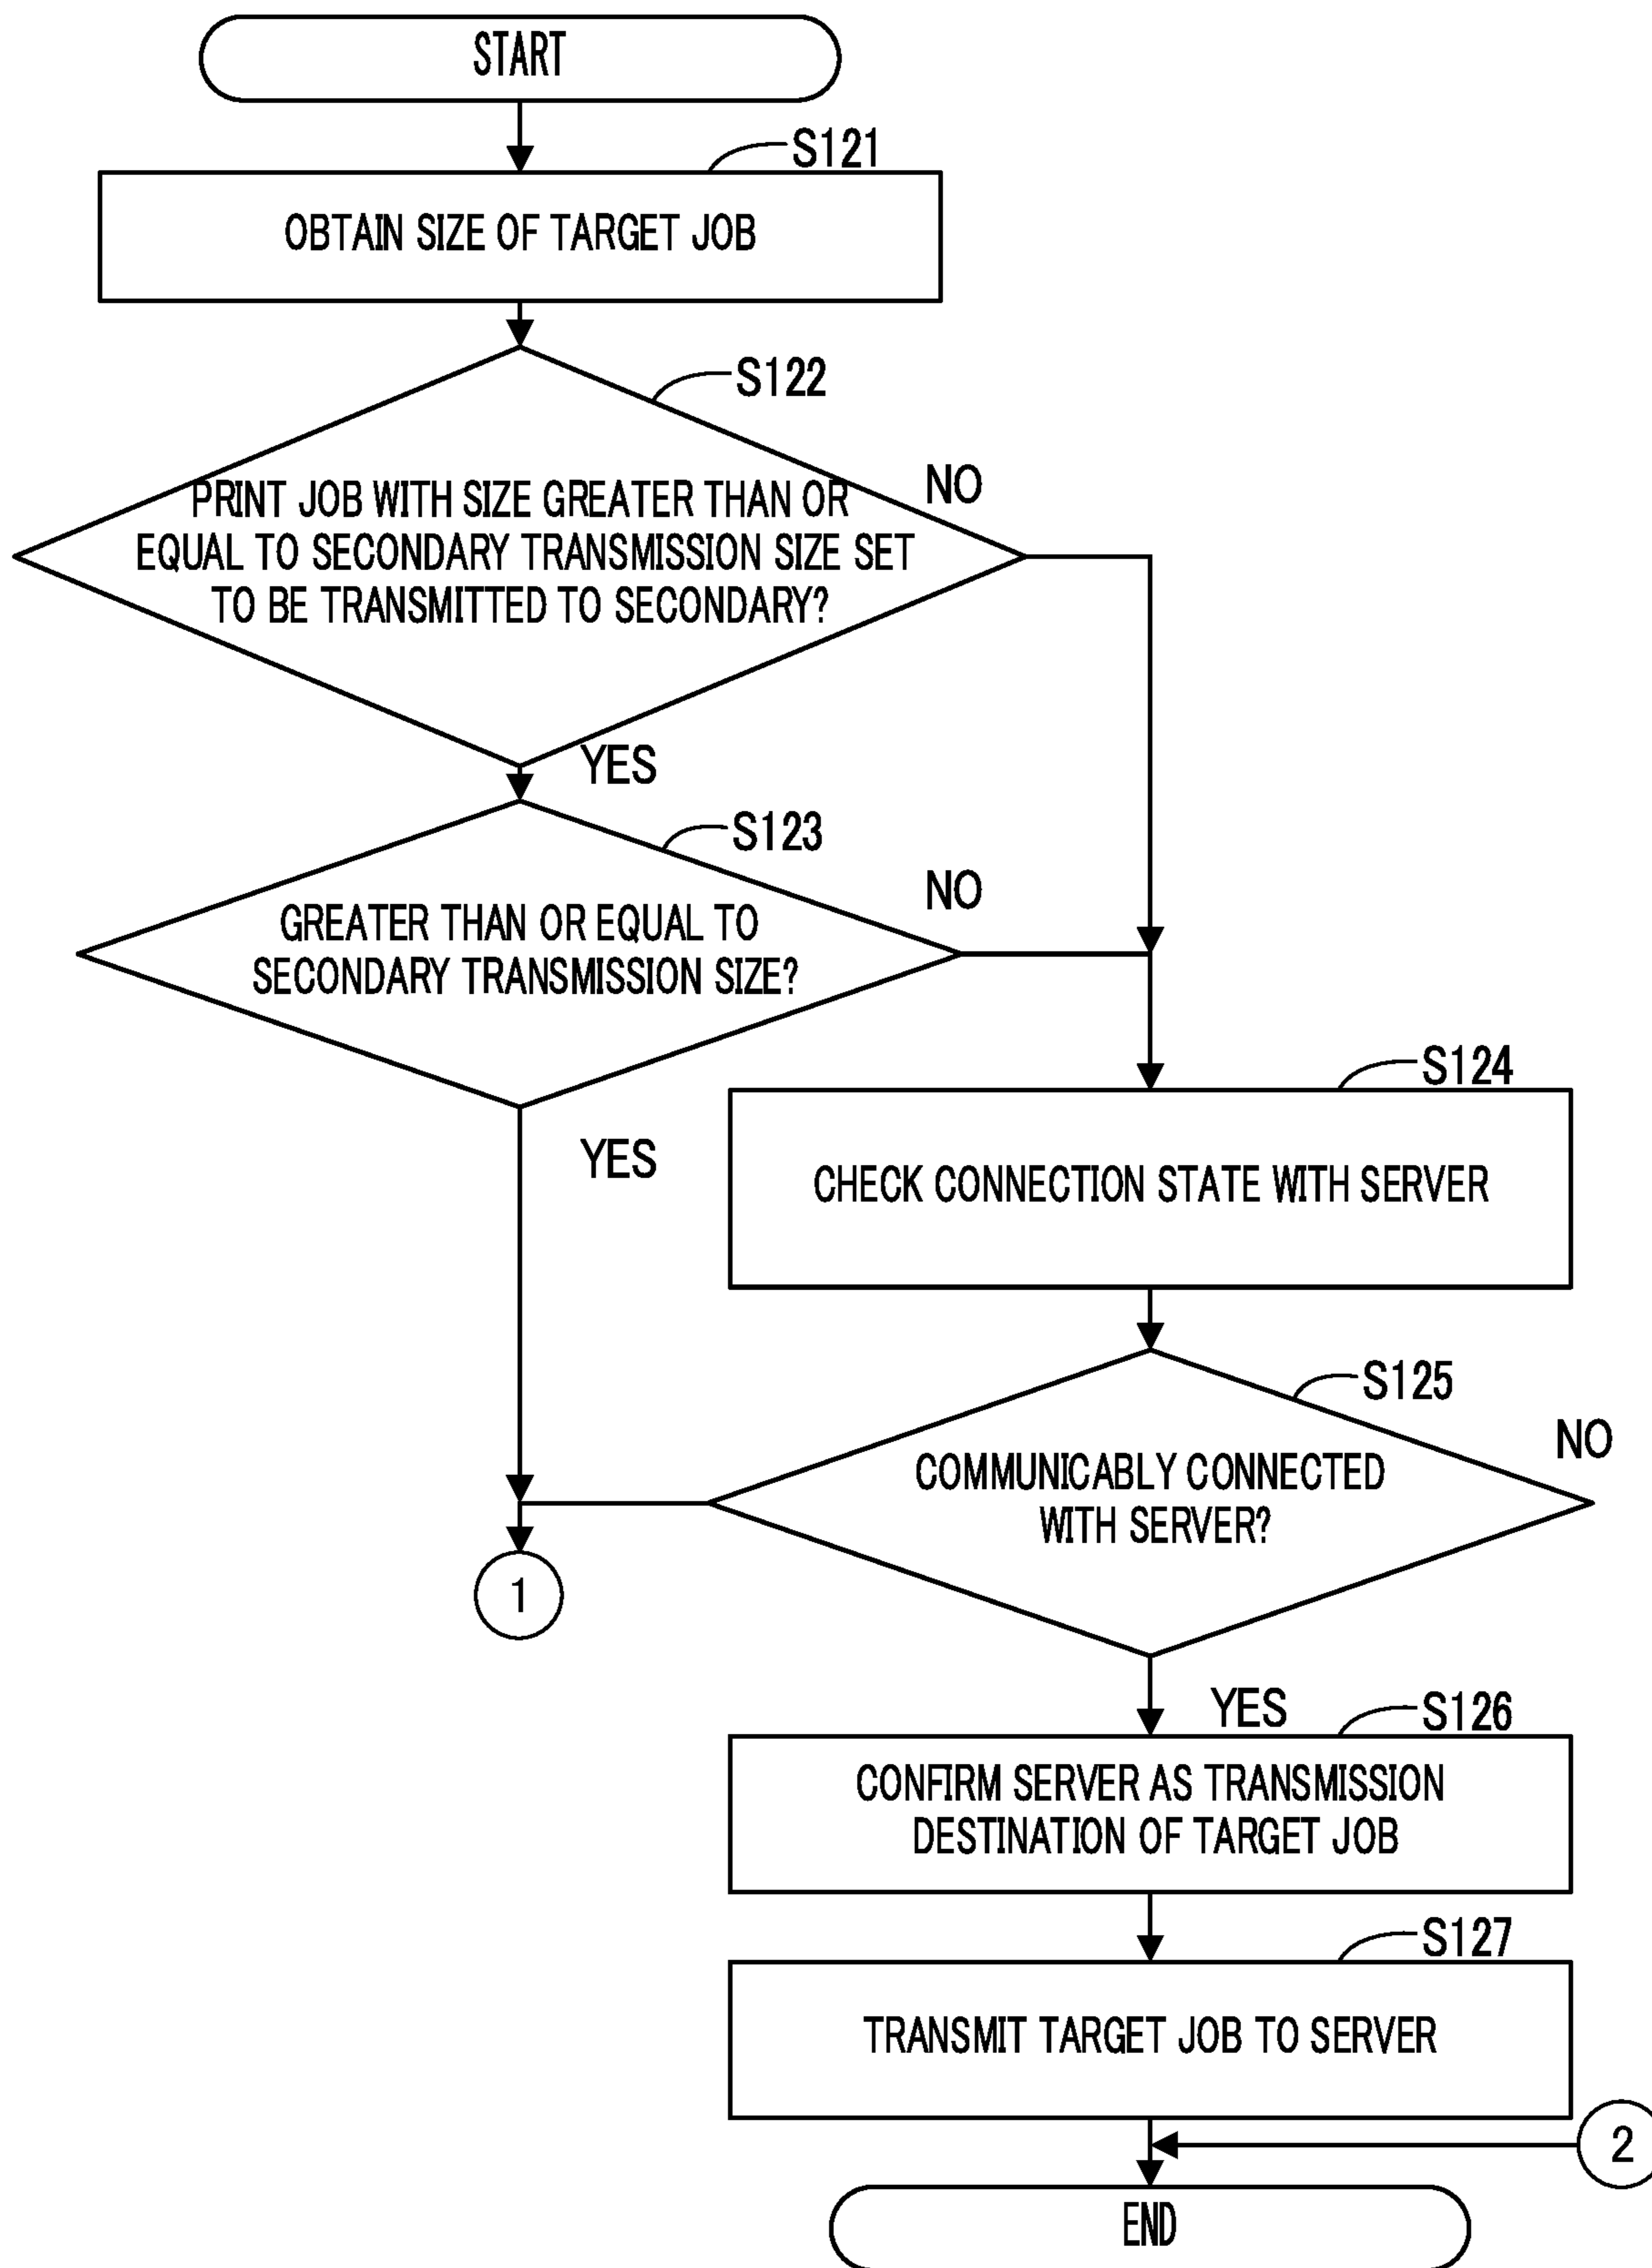 START
S121
OBTAIN SIZE OF TARGET JOB
S122
NO
PRINT JOB WITH SIZE GREATER THAN OR
EQUAL TO SECONDARY TRANSMISSION SIZE SET
TO BE TRANSMITTED TO SECONDARY?
YES
S123
NO
GREATER THAN OR EQUAL TO
SECONDARY TRANSMISSION SIZE?
S124
YES
CHECK CONNECTION STATE WITH SERVER
S125
NO
COMMUNICABLY CONNECTED
WITH SERVER?
1
YES
S126
CONFIRM SERVER AS TRANSMISSION
DESTINATION OF TARGET JOB
S127
TRANSMIT TARGET JOB TO SERVER
2
END